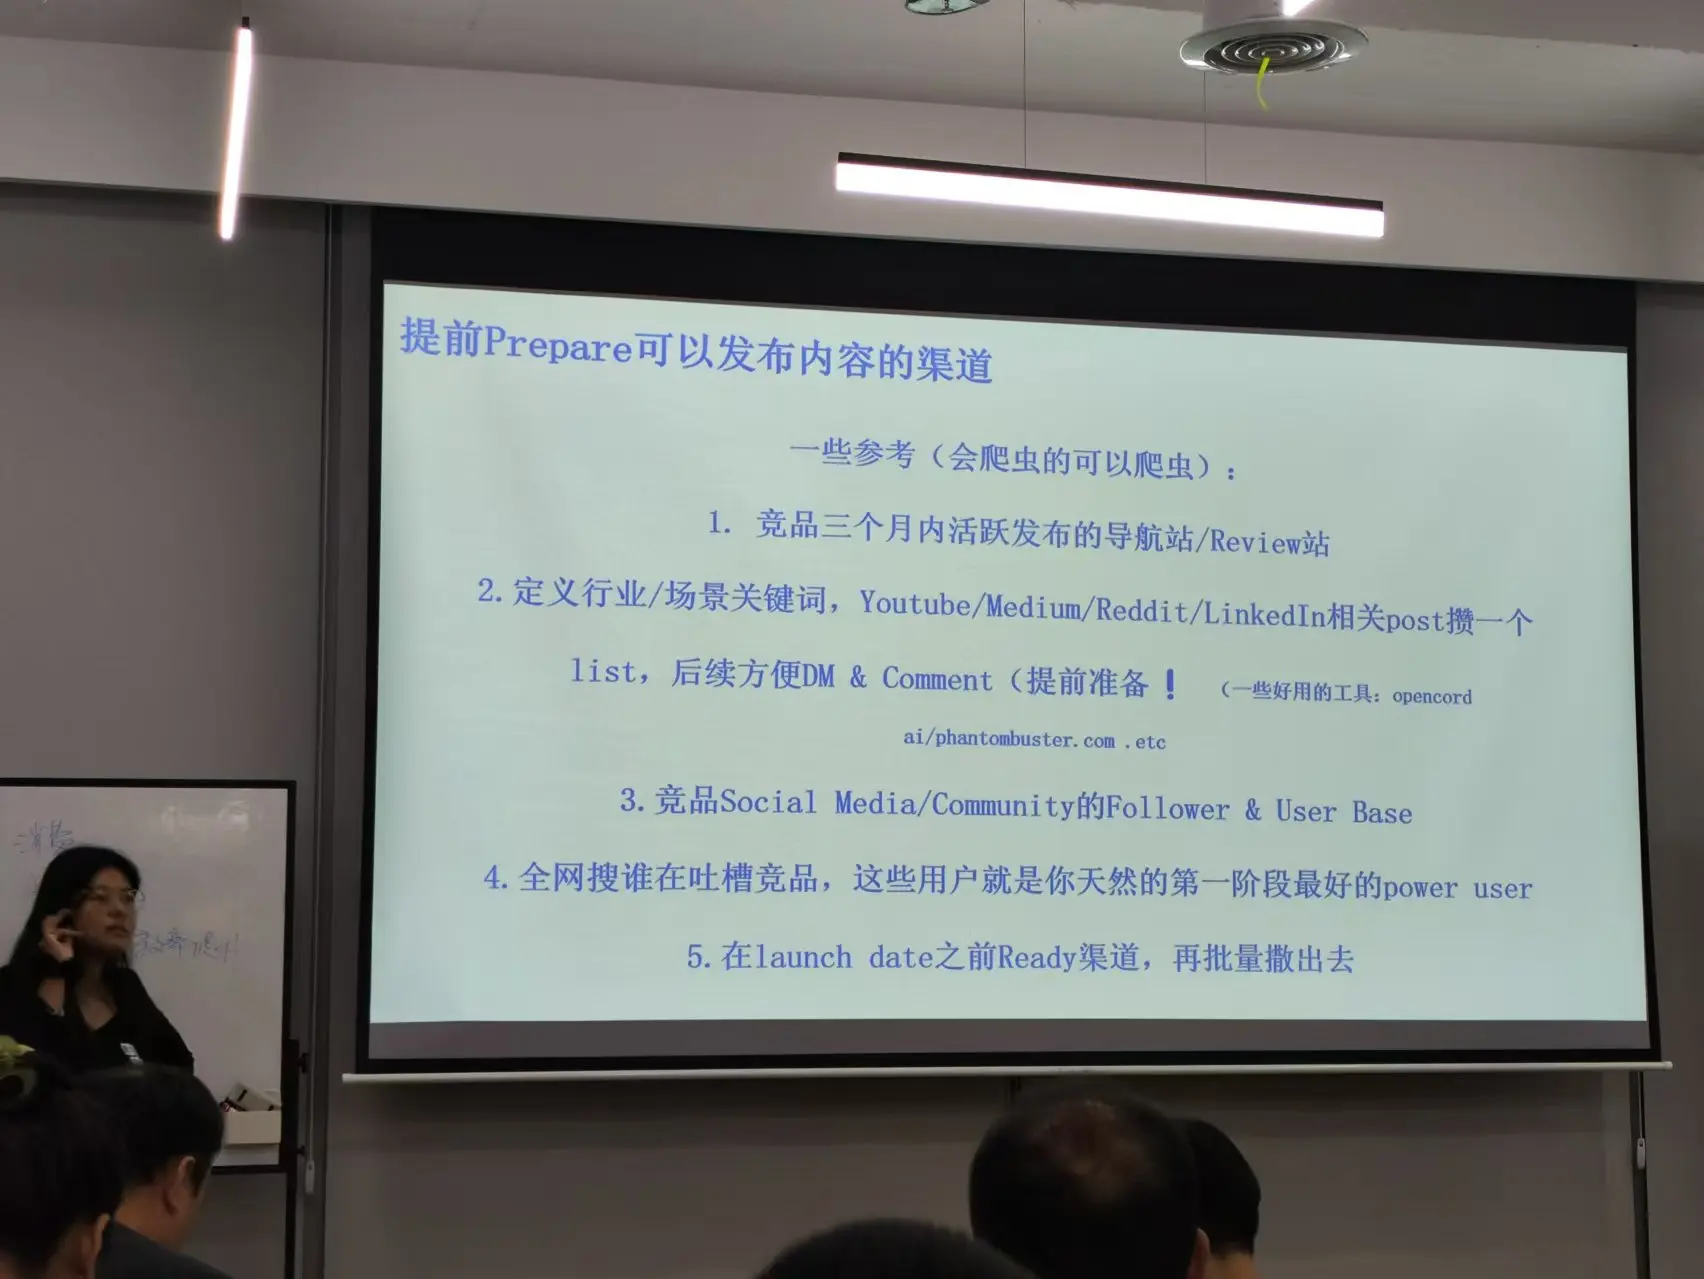 提前Prepare可以发布内容的渠道
一些参考（会爬虫的可以爬虫）：
1. 竞品三个月内活跃发布的导航站/Review站
2.定义行业/场景关键词，Youtube/Medium/Reddit/LinkedIn相关post攒一个
list，后续方便DM & Comment（提前准备❗ （一些好用的工具：opencord
ai/phantombuster.com .etc
3.竞品Social Media/Community的Follower & User Base
4.全网搜谁在吐槽竞品，这些用户就是你天然的第一阶段最好的power user
5.在launch date之前Ready渠道，再批量撒出去